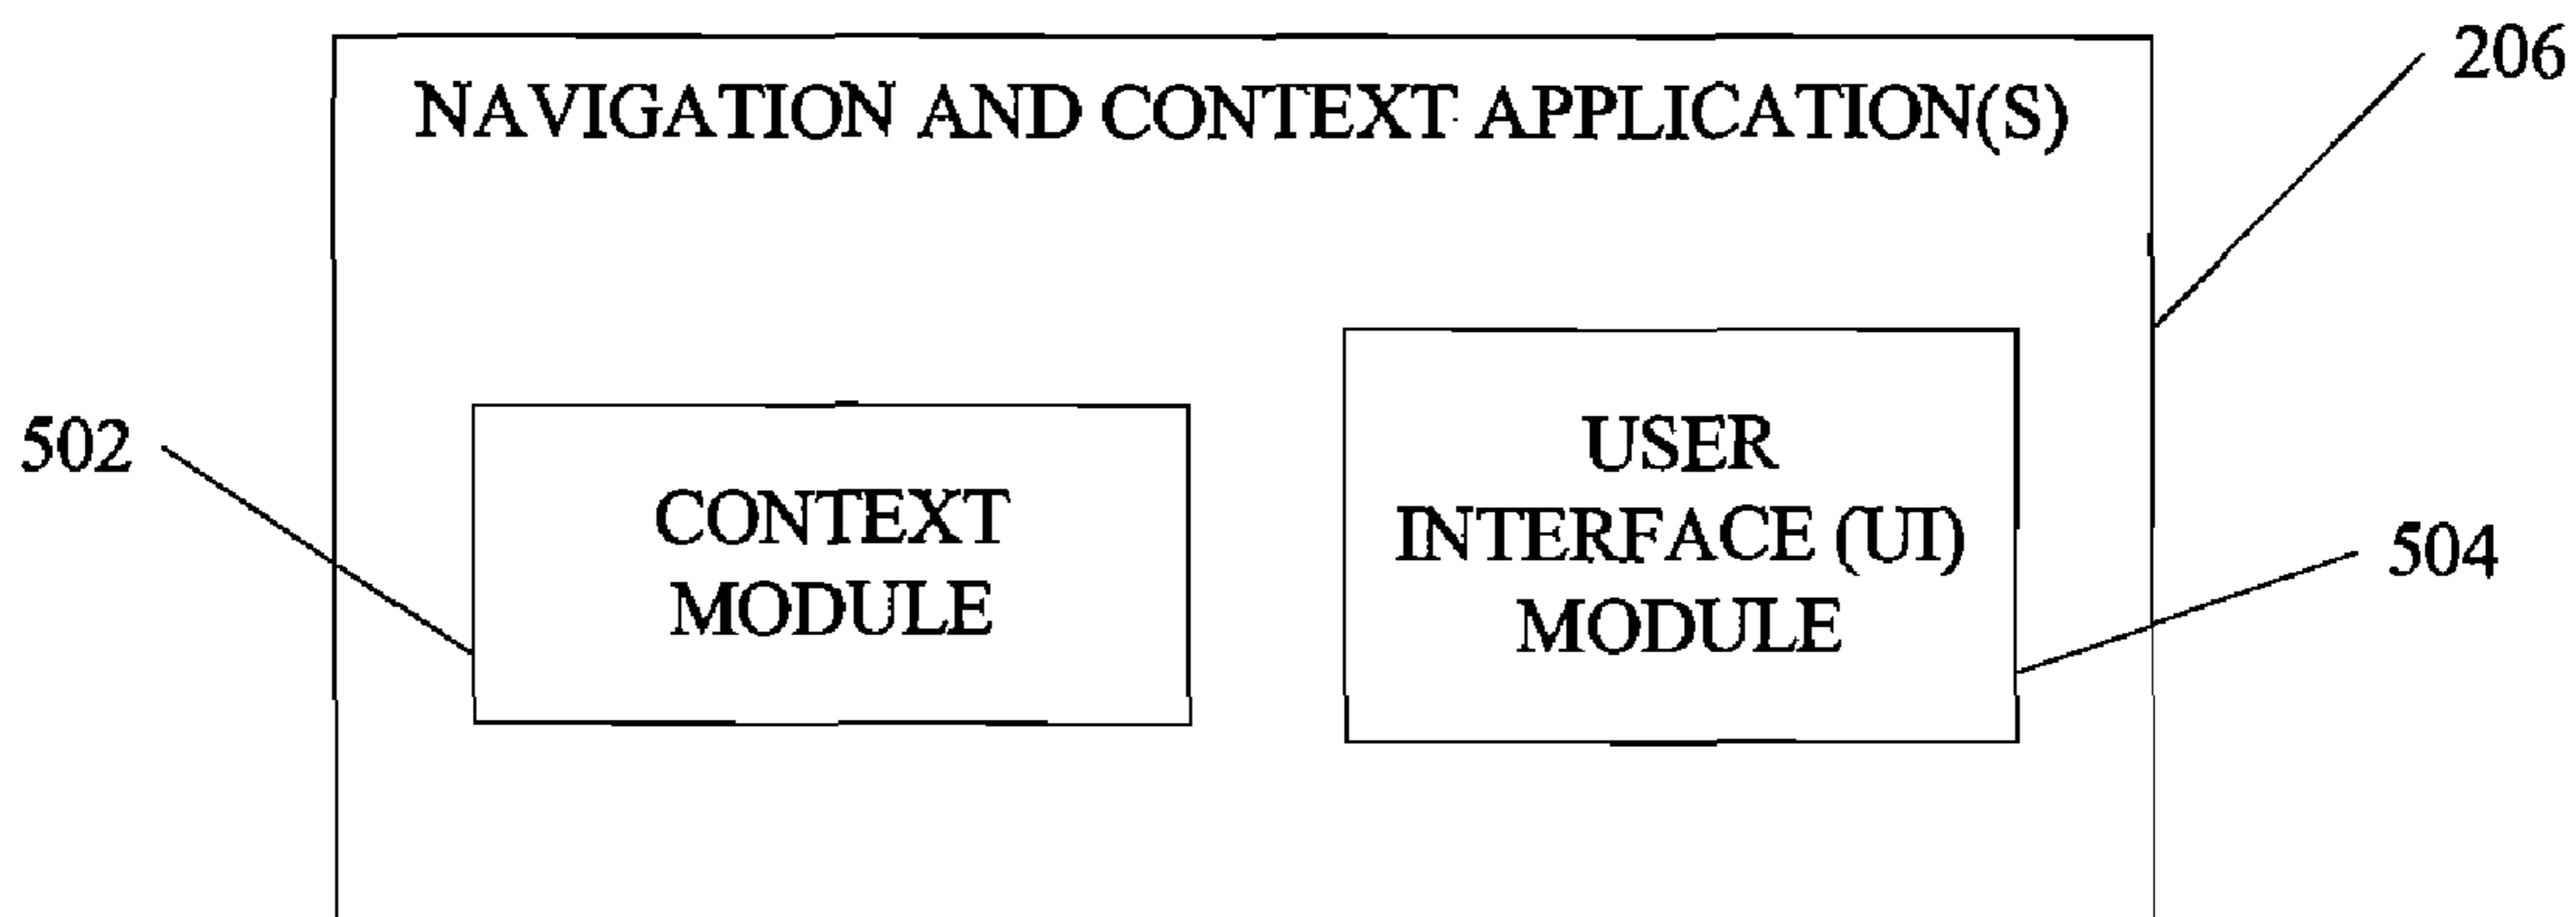 206
NAVIGATION AND CONTEXT APPLICATION(S)
502
CONTEXT
MODULE
USER
INTERFACE (UI)
MODULE
504